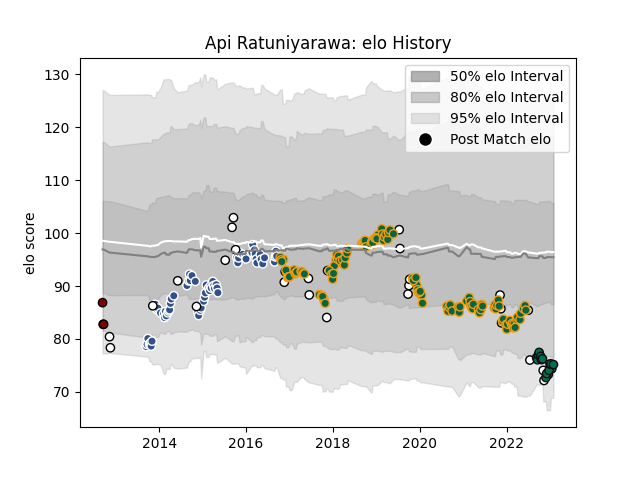 Api Ratuniyarawa: elo History
50% elo Interval
80% elo Interval
95% elo Interval
Post Match elo
elo score
130
120
110
100
90
80
70
2014
2016
2018
2020
2022